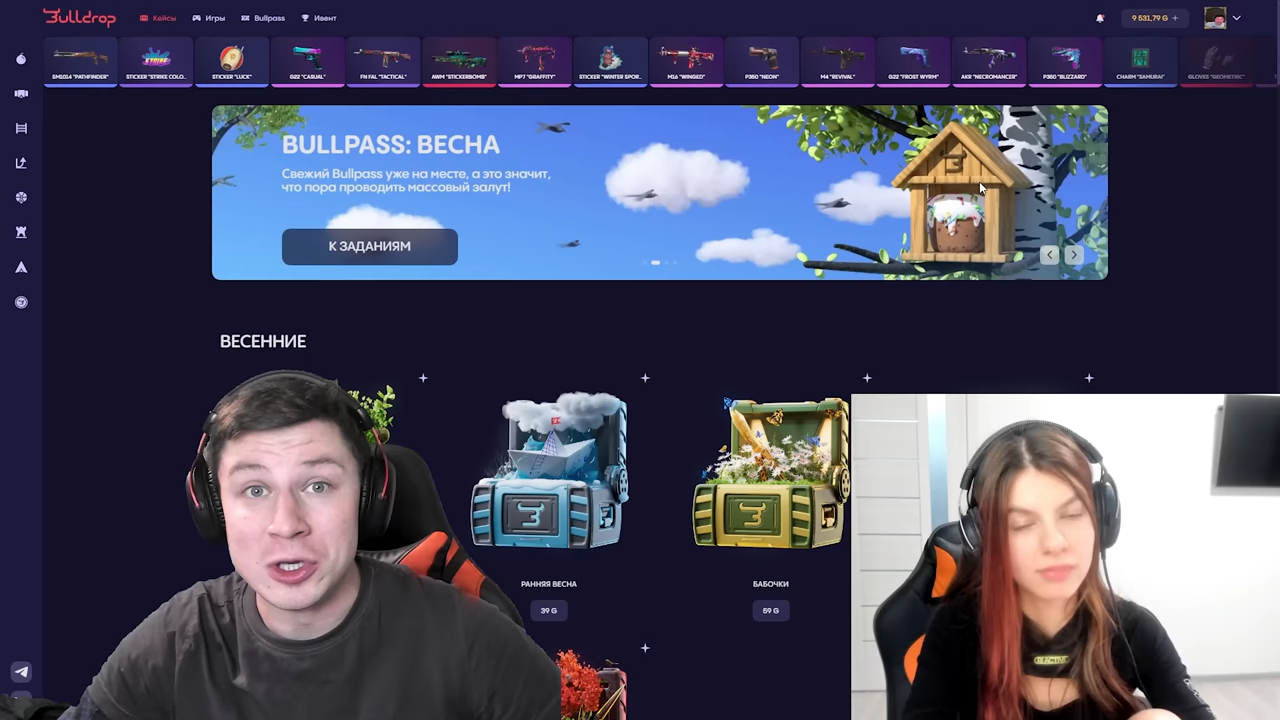 Bulldrop
Кейсы
Игры
Bullpass
Ивент
9 531,79 G +
SM1014 "PATHFINDER"
STICKER "STRIKE COLO...
STICKER "LUCK"
G22 "CASUAL"
FN FAL "TACTICAL"
AWM "STICKERBOMB"
MP7 "GRAFFITY"
STICKER "WINTER SPOR...
M16 "WINGED"
P350 "NEON"
M4 "REVIVAL"
G22 "FROST WYRM"
AKR "NECROMANCER"
P350 "BLIZZARD"
CHARM "SAMURAI"
GLOVES "GEOMETRIC"
BULLPASS: ВЕСНА
Свежий Bullpass уже на месте, а это значит,
что пора проводить массовый залут!
К ЗАДАНИЯМ
ВЕСЕННИЕ
РАННЯЯ ВЕСНА
39 G
БАБОЧКИ
59 G